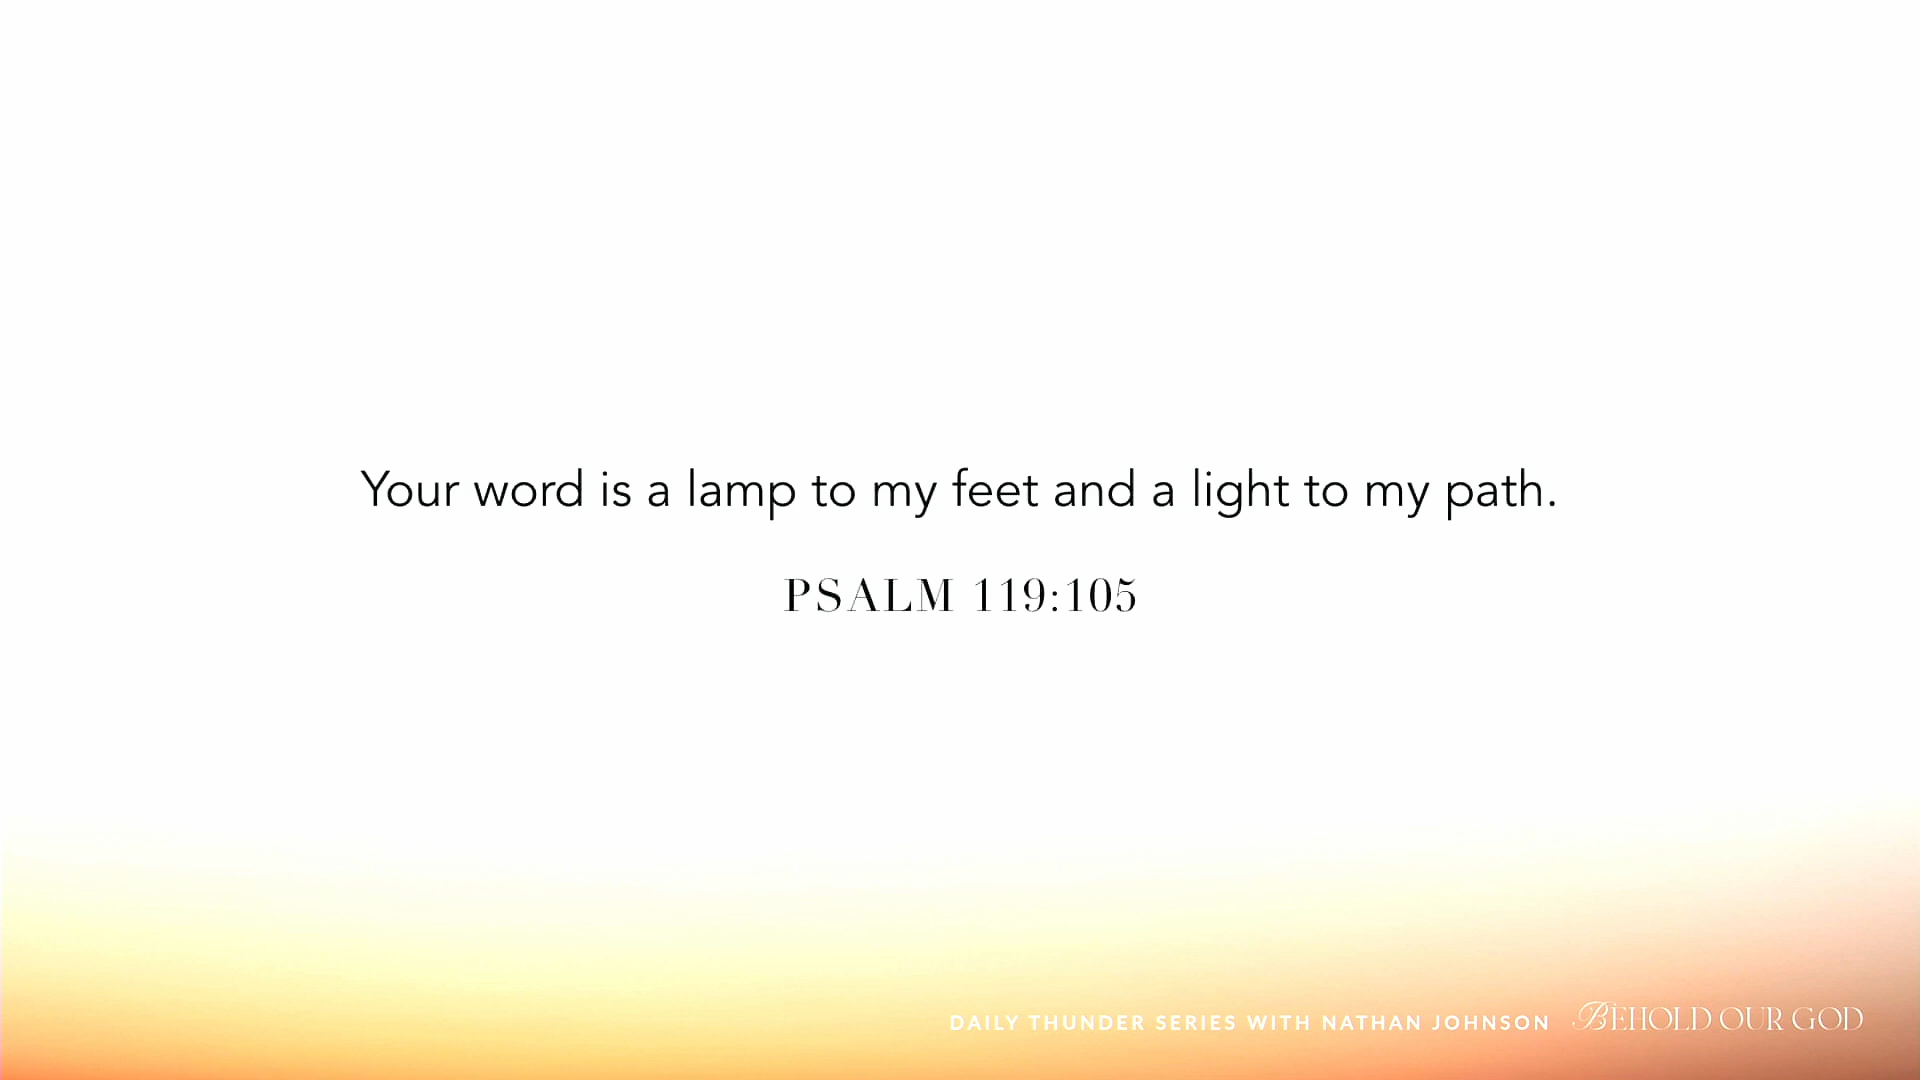 Your word is a lamp to my feet and a light to my path.
PSALM 119:105
DAILY THUNDER SERIES WITH NATHAN JOHNSON BEHOLD OUR GOD